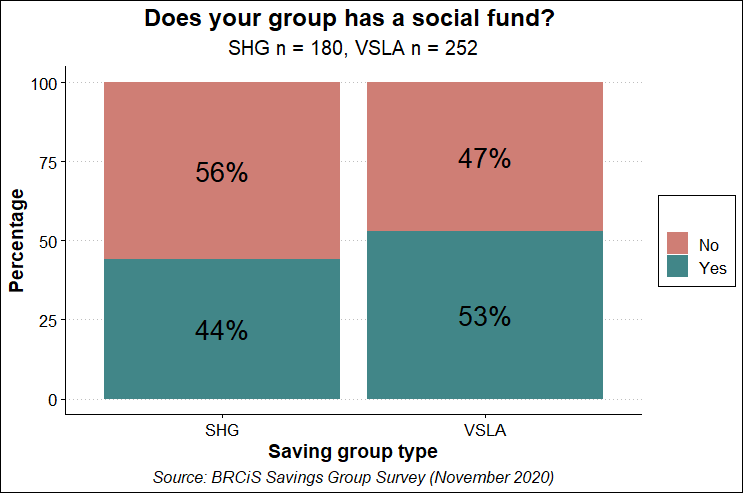 Does your group has a social fund?
SHG n = 180, VSLA n = 252
Percentage
100
75
50
25
0
56%
47%
44%
53%
No
Yes
SHG
VSLA
Saving group type
Source: BRCiS Savings Group Survey (November 2020)